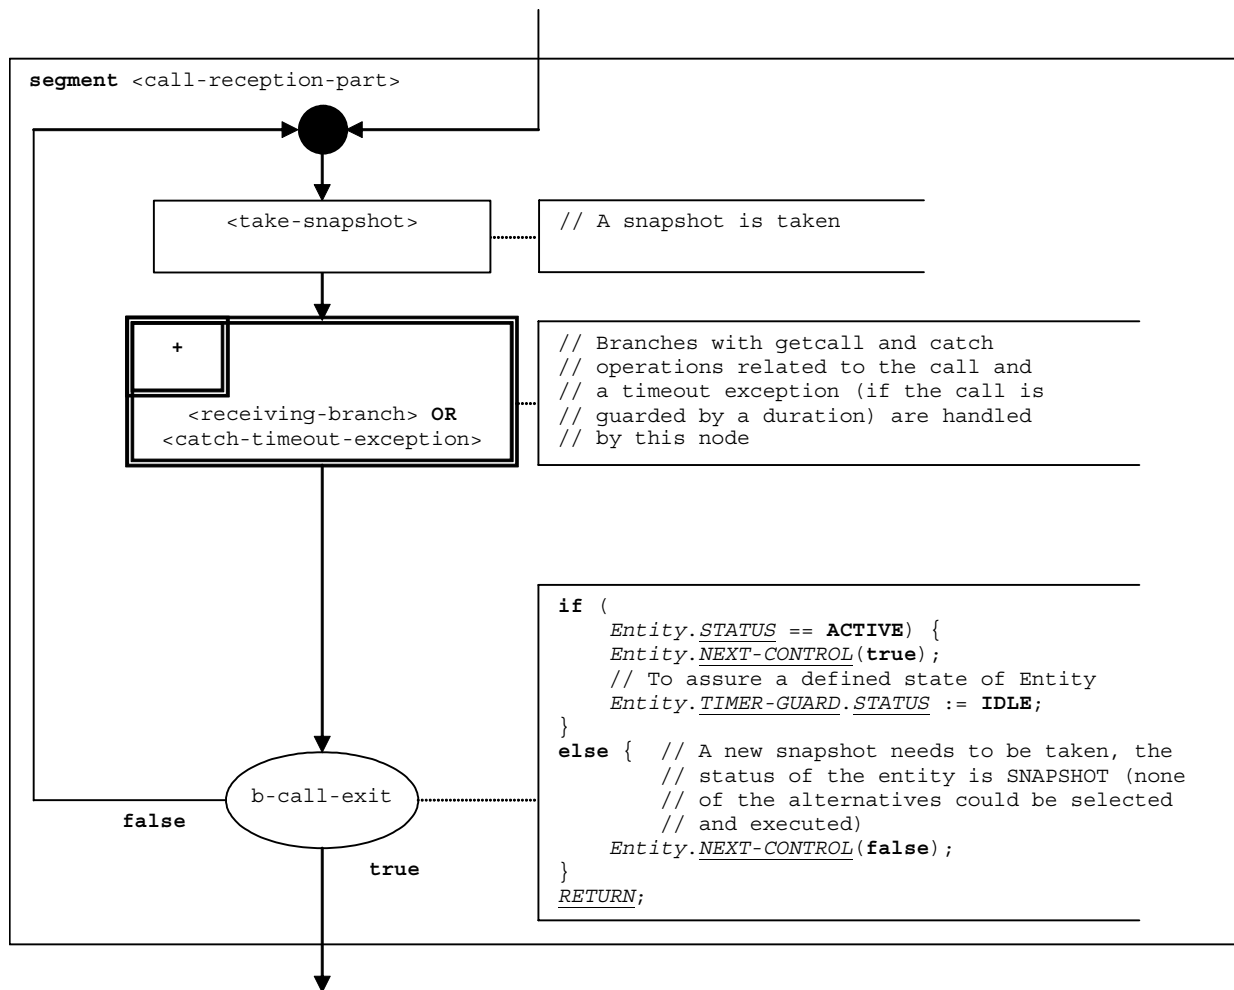 segment <call-reception-part>
<take-snapshot>
// A snapshot is taken
+
<receiving-branch> OR
<catch-timeout-exception>
// Branches with getcall and catch
// operations related to the call and
// a timeout exception (if the call is
// guarded by a duration) are handled
// by this node
b-call-exit
false
true
if (
Entity.STATUS == ACTIVE) {
Entity.NEXT-CONTROL(true);
// To assure a defined state of Entity
Entity.TIMER-GUARD.STATUS := IDLE;
}
else { // A new snapshot needs to be taken, the
// status of the entity is SNAPSHOT (none
// of the alternatives could be selected
// and executed)
Entity.NEXT-CONTROL(false);
}
RETURN;